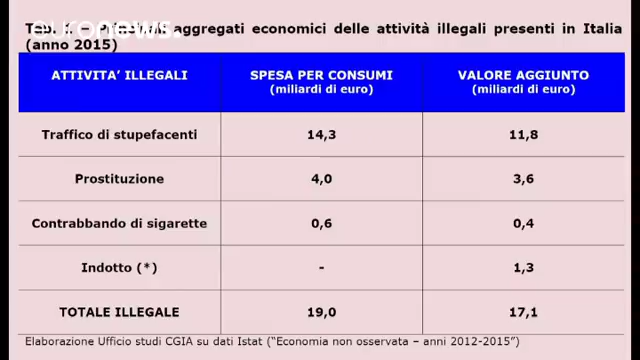 euronews.
Tab. – Principali aggregati economici delle attività illegali presenti in Italia
(anno 2015)
ATTIVITA’ ILLEGALI SPESA PER CONSUMI VALORE AGGIUNTO
(miliardi di euro) (miliardi di euro)
Traffico di stupefacenti 14,3 11,8
Prostituzione 4,0 3,6
Contrabbando di sigarette 0,6 0,4
Indotto (*) - 1,3
TOTALE ILLEGALE 19,0 17,1
Elaborazione Ufficio studi CGIA su dati Istat (“Economia non osservata – anni 2012-2015”)